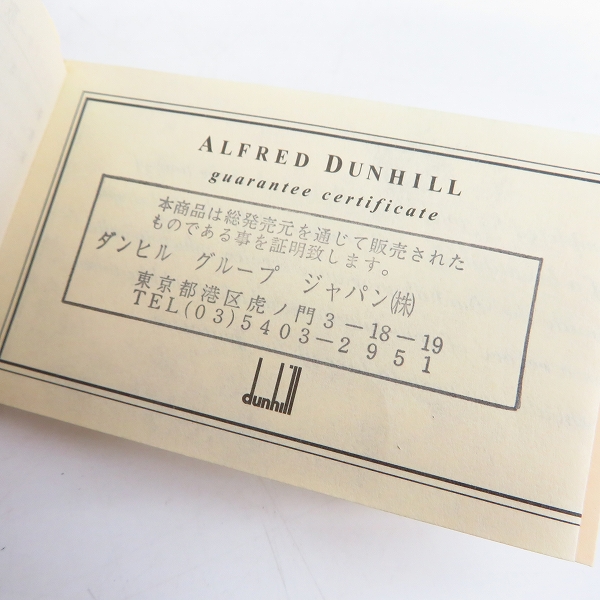 ALFRED DUNHILL
guarantee certificate
本商品は総発売元を通じて販売された
ものである事を証明致します。
ダンヒル グループ ジャパン㈱
東京都港区虎ノ門3-18-19
TEL(03)5403-2951
dunhill